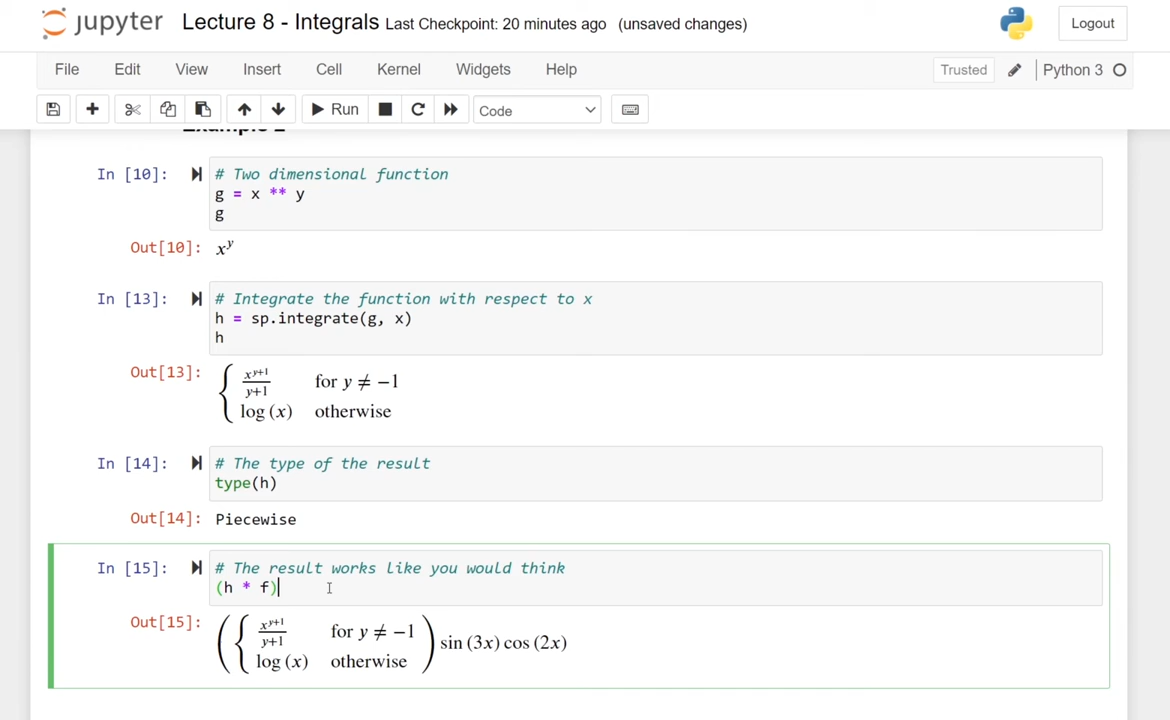 jupyter Lecture 8 - Integrals Last Checkpoint: 20 minutes ago (unsaved changes) Logout
File Edit View Insert Cell Kernel Widgets Help Trusted Python 3
Run Code
Example 2
In [10]: # Two dimensional function
g = x ** y
g
Out[10]: x^y
In [13]: # Integrate the function with respect to x
h = sp.integrate(g, x)
h
Out[13]: { x^{y+1}/y+1 for y ≠ −1
log (x) otherwise
In [14]: # The type of the result
type(h)
Out[14]: Piecewise
In [15]: # The result works like you would think
(h * f)
Out[15]: ( { x^{y+1}/y+1 for y ≠ −1
log (x) otherwise ) sin (3x) cos (2x)